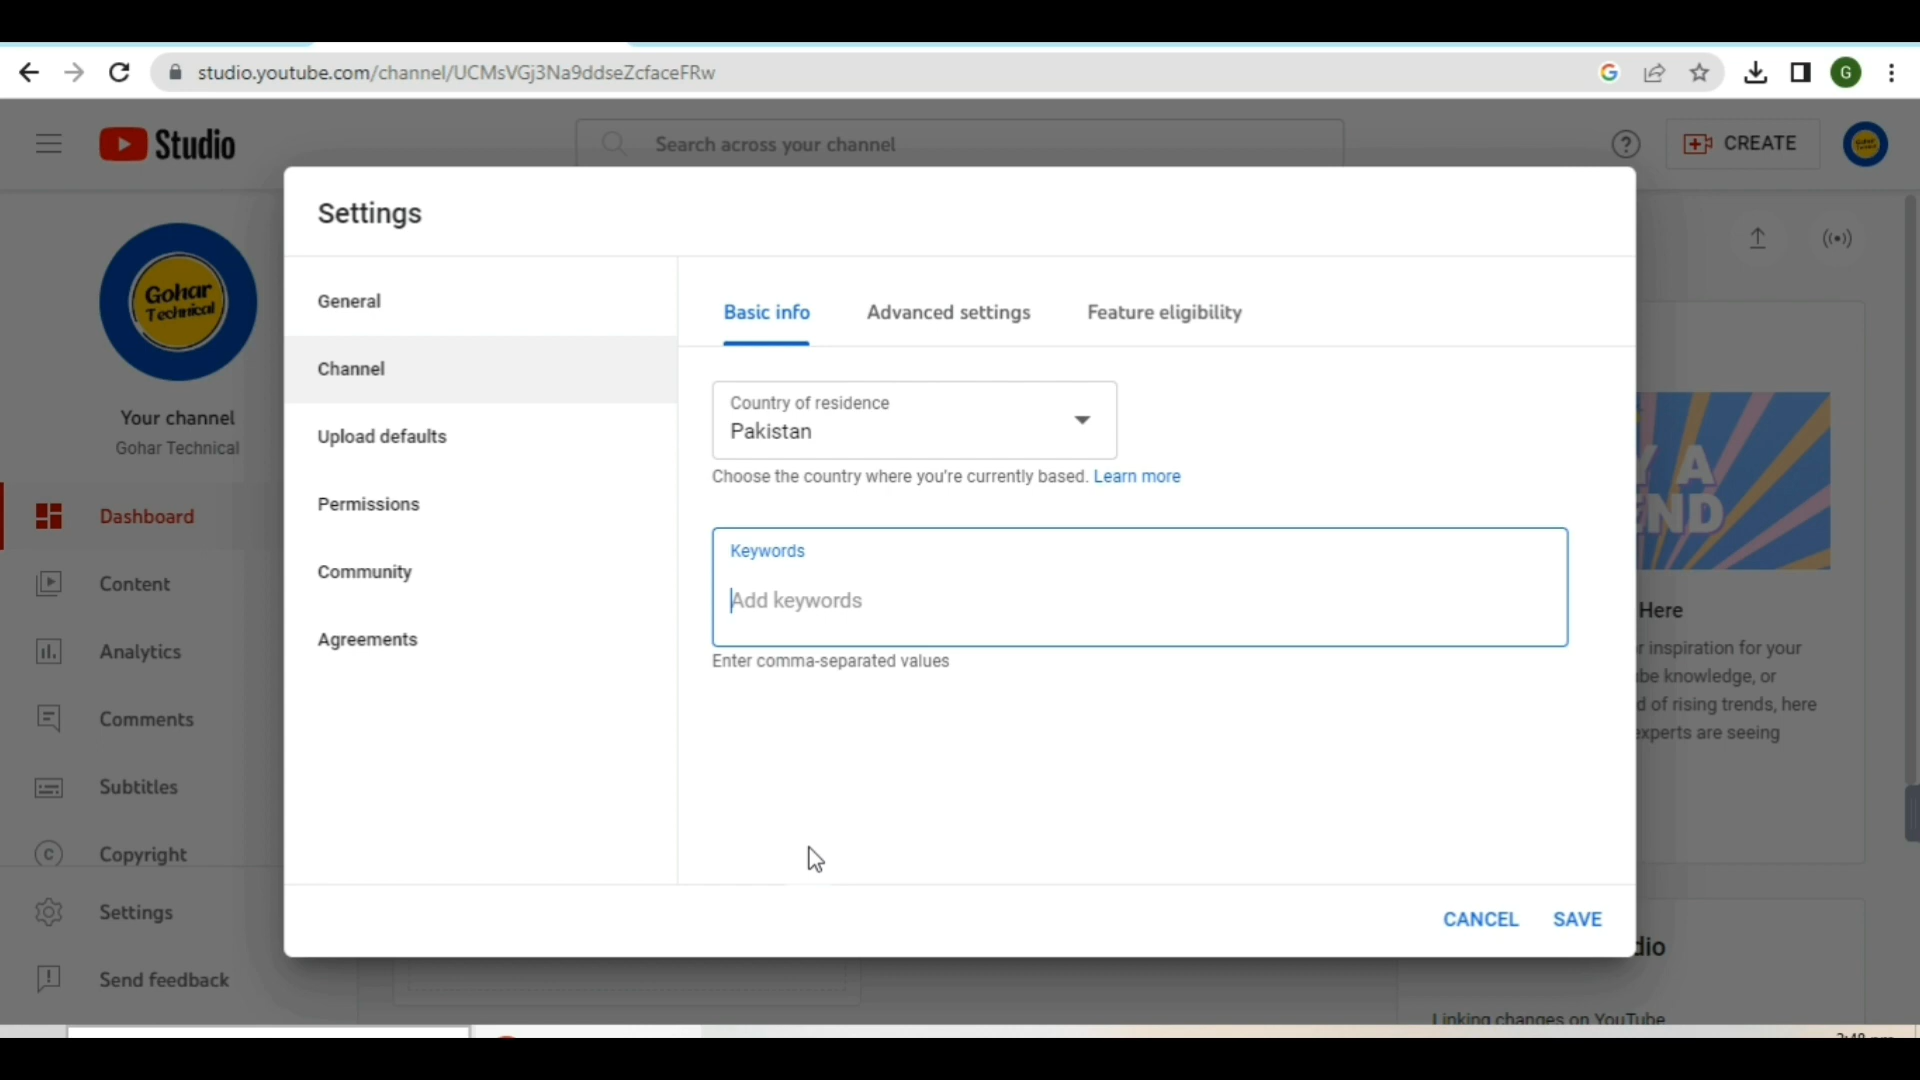 studio.youtube.com/channel/UCMsVGj3Na9ddseZcfaceFRw
G
Studio
Search across your channel
CREATE
Settings
Gohar
Technical
Your channel
Gohar Technical
Dashboard
Content
Analytics
Comments
Subtitles
Copyright
Settings
Send feedback
General
Channel
Upload defaults
Permissions
Community
Agreements
Basic info
Advanced settings
Feature eligibility
Country of residence
Pakistan
Choose the country where you're currently based. Learn more
Keywords
Add keywords
Enter comma-separated values
CANCEL
SAVE
Y A
END
Here
r inspiration for your
be knowledge, or
d of rising trends, here
experts are seeing
dio
Linking changes on YouTube